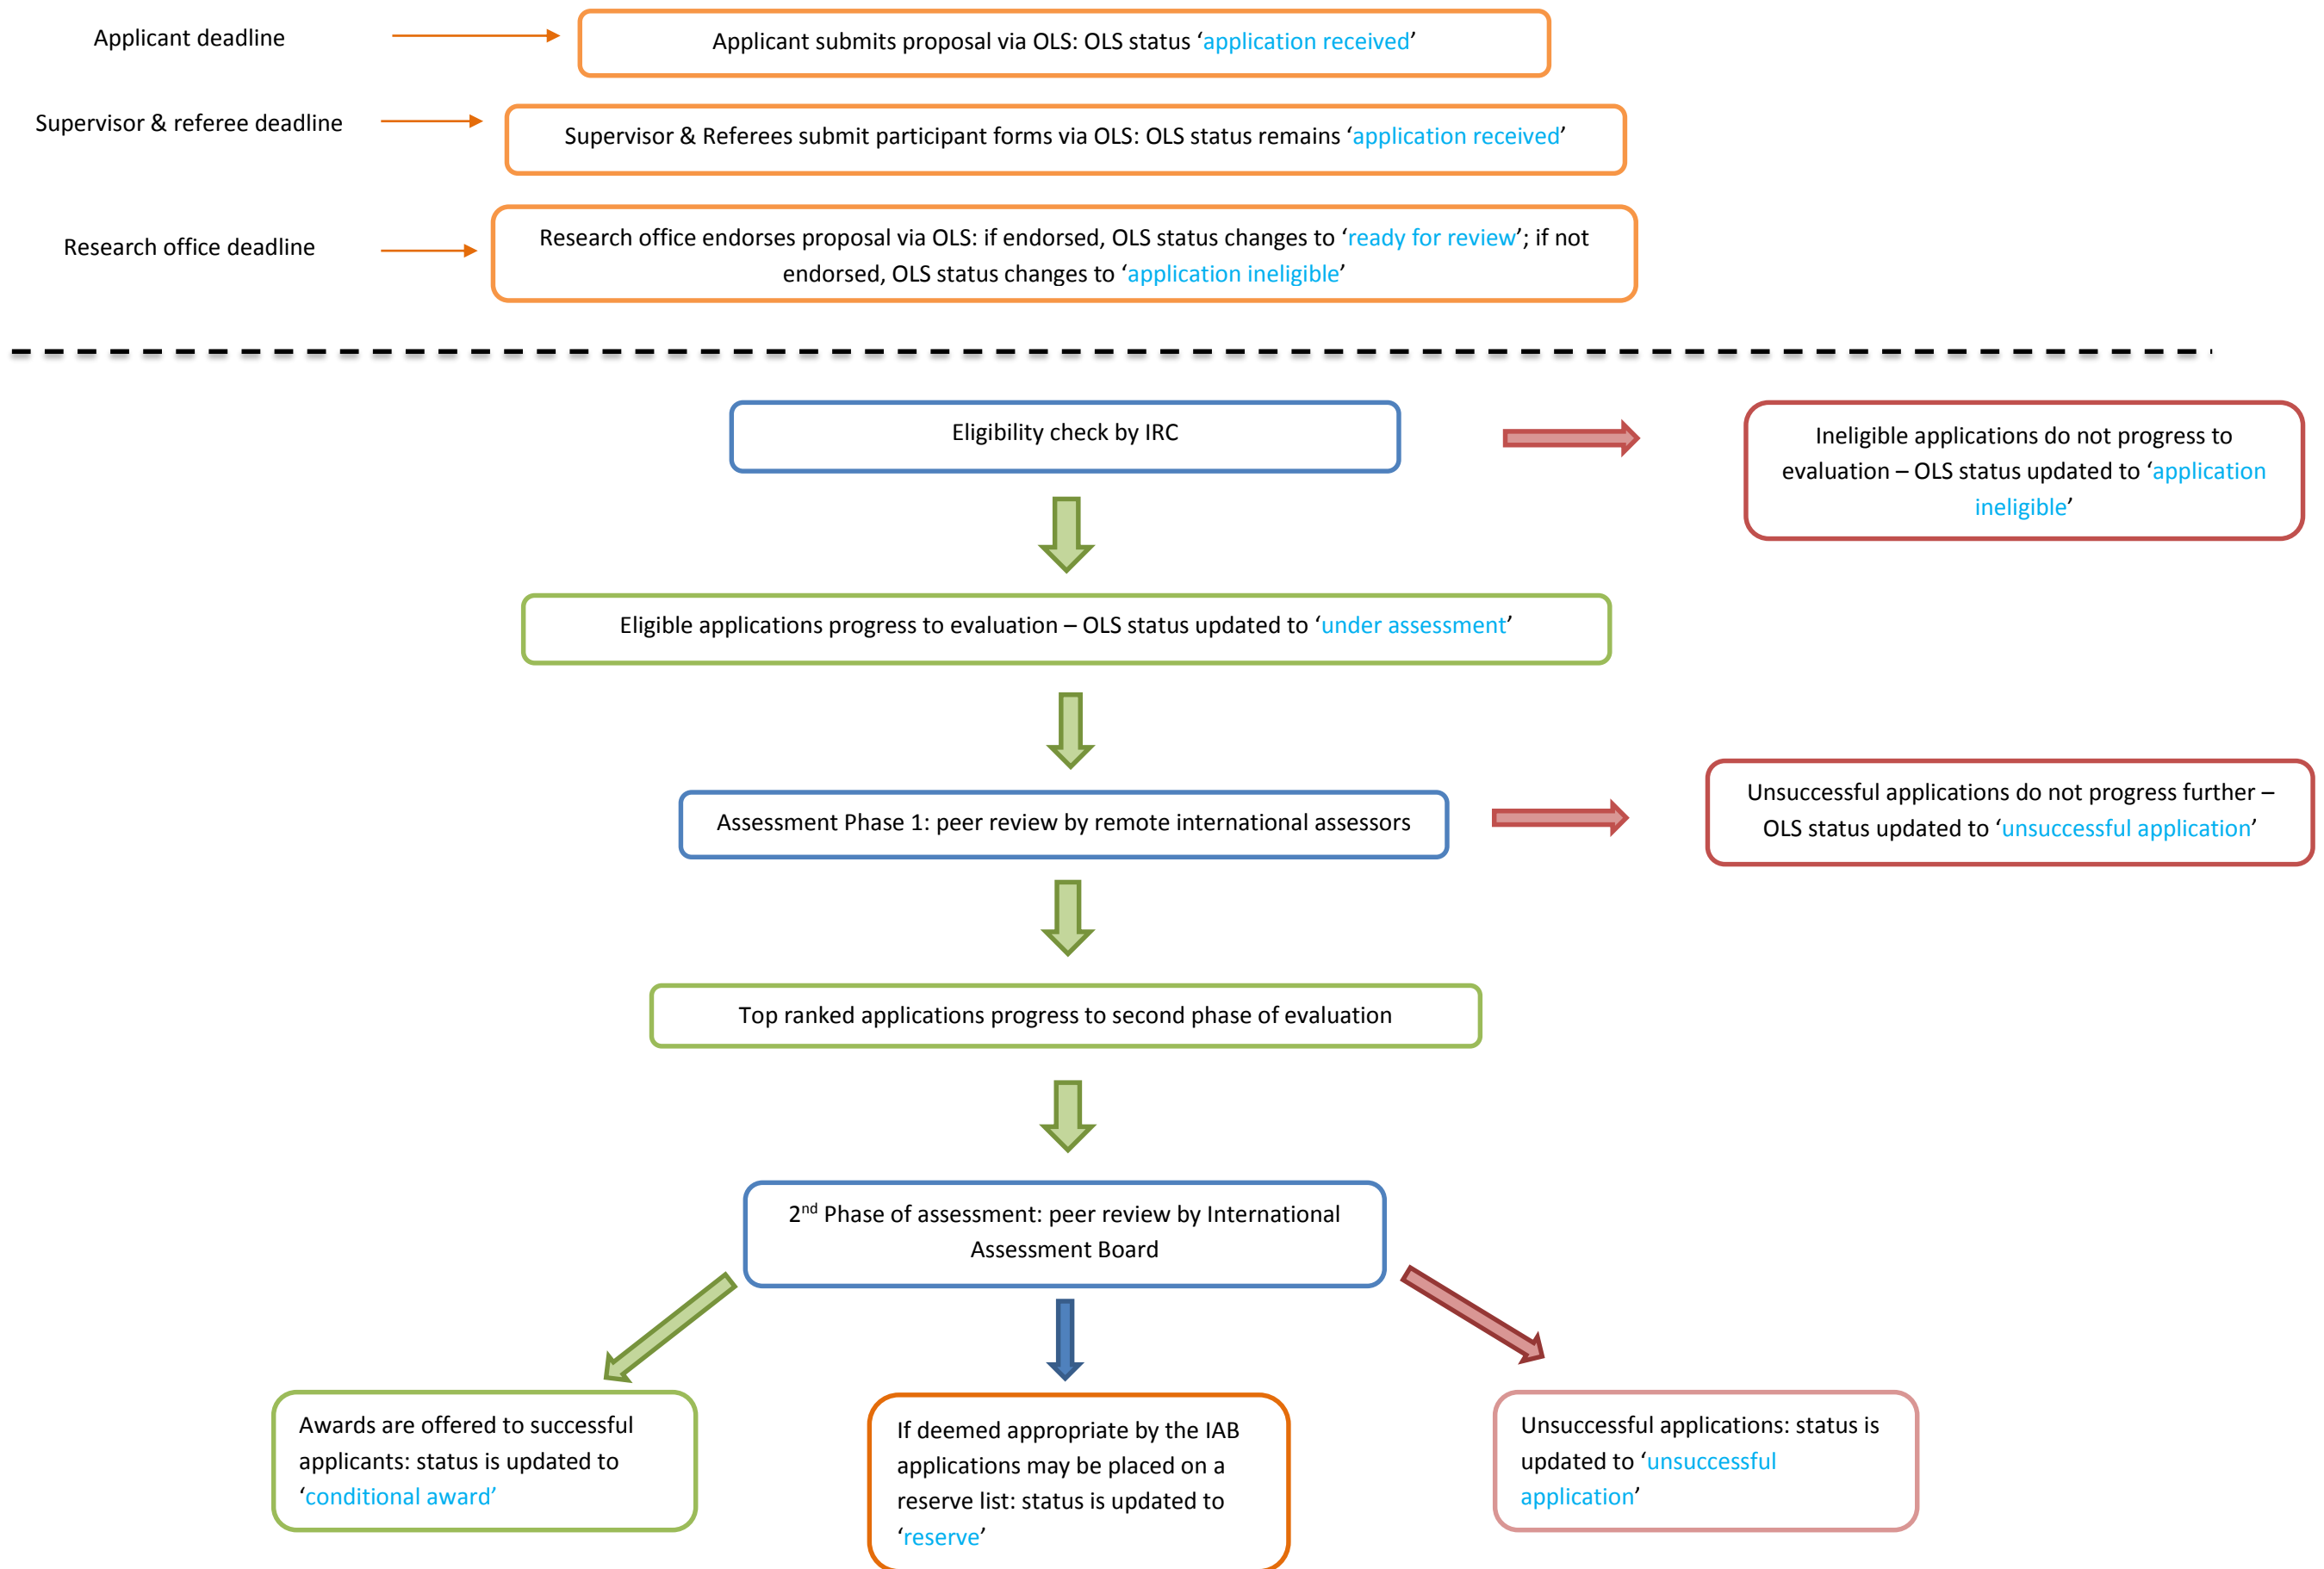 Applicant deadline
Applicant submits proposal via OLS: OLS status ‘application received’
Supervisor & referee deadline
Supervisor & Referees submit participant forms via OLS: OLS status remains ‘application received’
Research office deadline
Research office endorses proposal via OLS: if endorsed, OLS status changes to ‘ready for review’; if not
endorsed, OLS status changes to ‘application ineligible’
Eligibility check by IRC
Ineligible applications do not progress to
evaluation – OLS status updated to ‘application
ineligible’
Eligible applications progress to evaluation – OLS status updated to ‘under assessment’
Assessment Phase 1: peer review by remote international assessors
Unsuccessful applications do not progress further –
OLS status updated to ‘unsuccessful application’
Top ranked applications progress to second phase of evaluation
2nd Phase of assessment: peer review by International
Assessment Board
Awards are offered to successful
applicants: status is updated to
‘conditional award’
If deemed appropriate by the IAB
applications may be placed on a
reserve list: status is updated to
‘reserve’
Unsuccessful applications: status is
updated to ‘unsuccessful
application’